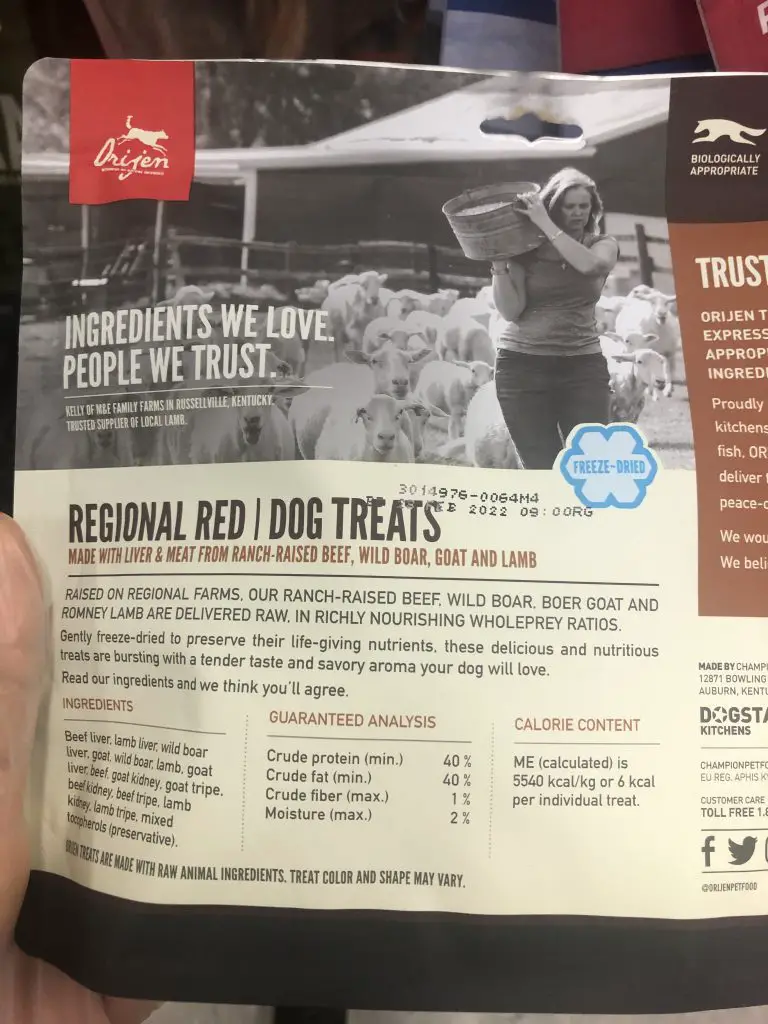 Orijen
BIOLOGICALLY
APPROPRIATE
INGREDIENTS WE LOVE.
PEOPLE WE TRUST.
KELLY OF M&E FAMILY FARMS IN RUSSELLVILLE, KENTUCKY.
TRUSTED SUPPLIER OF LOCAL LAMB.
FREEZE-DRIED
3014976-0064M4
FEB 2022 09:00RG
REGIONAL RED | DOG TREATS
MADE WITH LIVER & MEAT FROM RANCH-RAISED BEEF, WILD BOAR, GOAT AND LAMB
RAISED ON REGIONAL FARMS, OUR RANCH-RAISED BEEF, WILD BOAR, BOER GOAT AND
ROMNEY LAMB ARE DELIVERED RAW, IN RICHLY NOURISHING WHOLEPREY RATIOS.
Gently freeze-dried to preserve their life-giving nutrients, these delicious and nutritious
treats are bursting with a tender taste and savory aroma your dog will love.
Read our ingredients and we think you'll agree.
INGREDIENTS
Beef liver, lamb liver, wild boar
liver, goat, wild boar, lamb, goat
liver, beef, goat kidney, goat tripe,
beef kidney, beef tripe, lamb
kidney, lamb tripe, mixed
tocopherols (preservative).
GUARANTEED ANALYSIS
Crude protein (min.) 40 %
Crude fat (min.) 40 %
Crude fiber (max.) 1 %
Moisture (max.) 2 %
CALORIE CONTENT
ME (calculated) is
5540 kcal/kg or 6 kcal
per individual treat.
ORIJEN TREATS ARE MADE WITH RAW ANIMAL INGREDIENTS. TREAT COLOR AND SHAPE MAY VARY.
TRUST
ORIJEN T
EXPRESS
APPROP
INGREDI
Proudly
kitchens
fish, OR
deliver
peace-o
We wou
We beli
MADE BY CHAMPI
12871 BOWLING
AUBURN, KENTU
DOGSTA
KITCHENS
CHAMPIONPETFO
EU REG. APHIS K
CUSTOMER CARE
TOLL FREE 1.8
@ORIJENPETFOOD